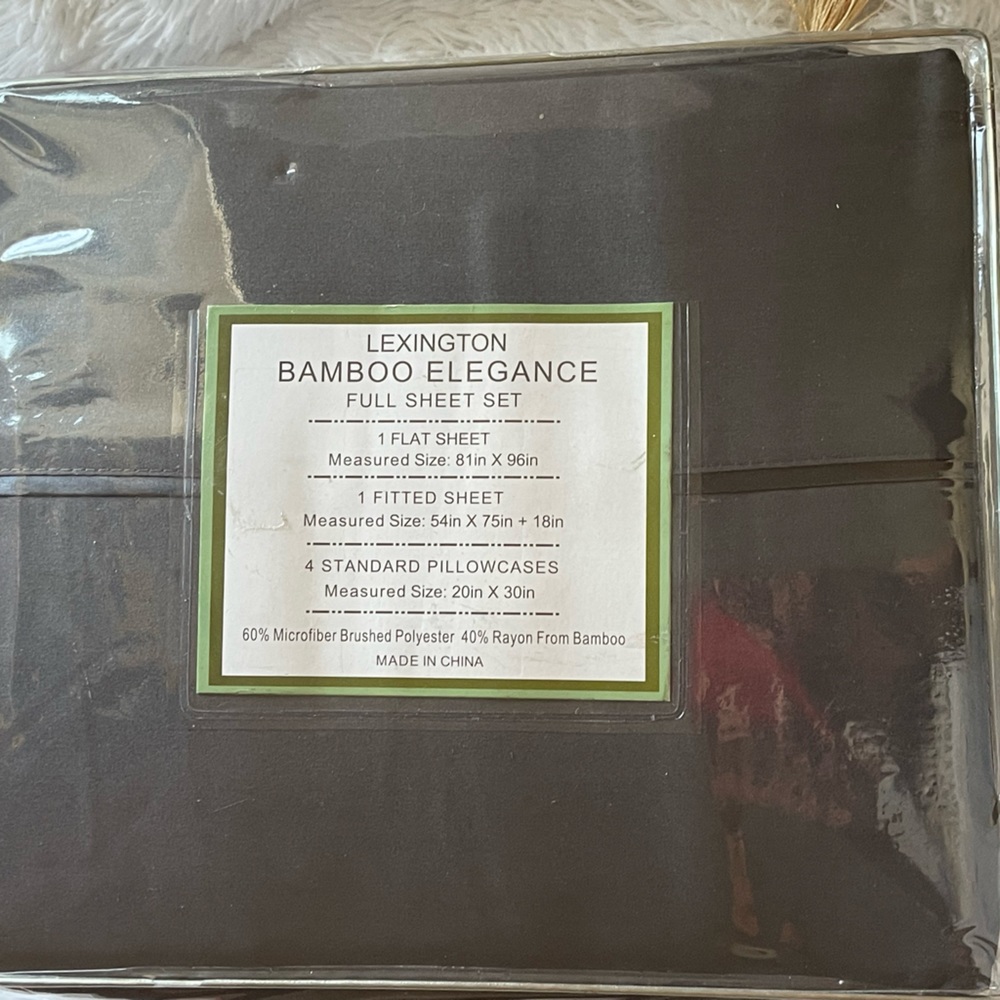 LEXINGTON
BAMBOO ELEGANCE
FULL SHEET SET
1 FLAT SHEET
Measured Size: 81in X 96in
1 FITTED SHEET
Measured Size: 54in X 75in + 18in
4 STANDARD PILLOWCASES
Measured Size: 20in X 30in
60% Microfiber Brushed Polyester 40% Rayon From Bamboo
MADE IN CHINA